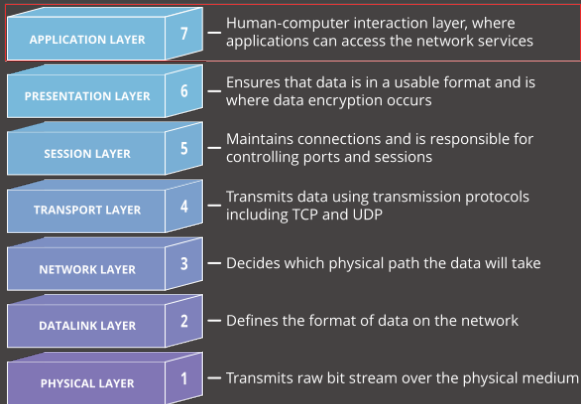 APPLICATION LAYER 7 Human-computer interaction layer, where
applications can access the network services
PRESENTATION LAYER 6 Ensures that data is in a usable format and is
where data encryption occurs
SESSION LAYER 5 Maintains connections and is responsible for
controlling ports and sessions
TRANSPORT LAYER 4 Transmits data using transmission protocols
including TCP and UDP
NETWORK LAYER 3 Decides which physical path the data will take
DATALINK LAYER 2 Defines the format of data on the network
PHYSICAL LAYER 1 Transmits raw bit stream over the physical medium